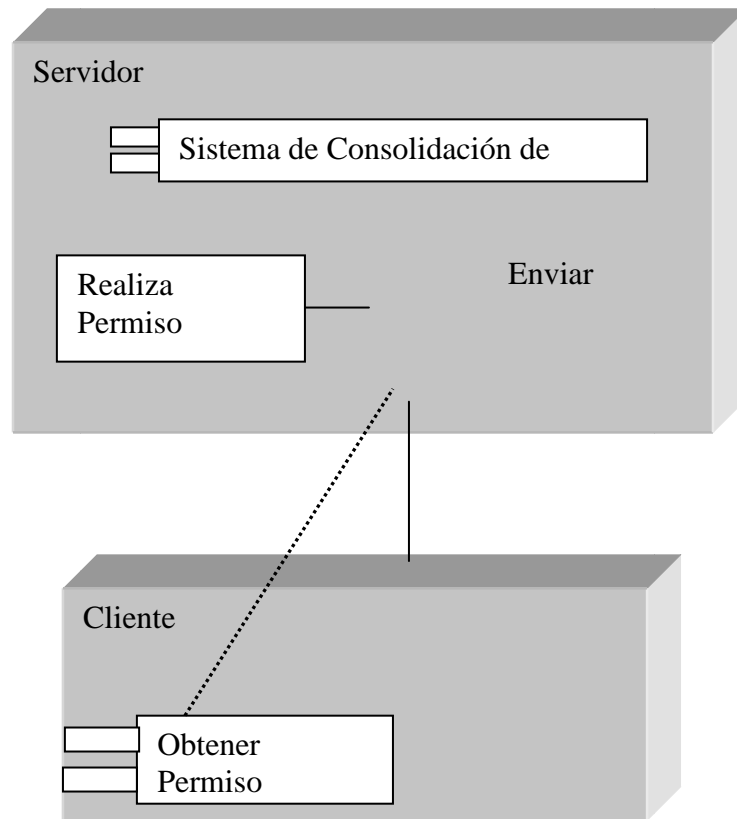 Servidor
Sistema de Consolidación de
Enviar
Realiza
Permiso
Cliente
Obtener
Permiso